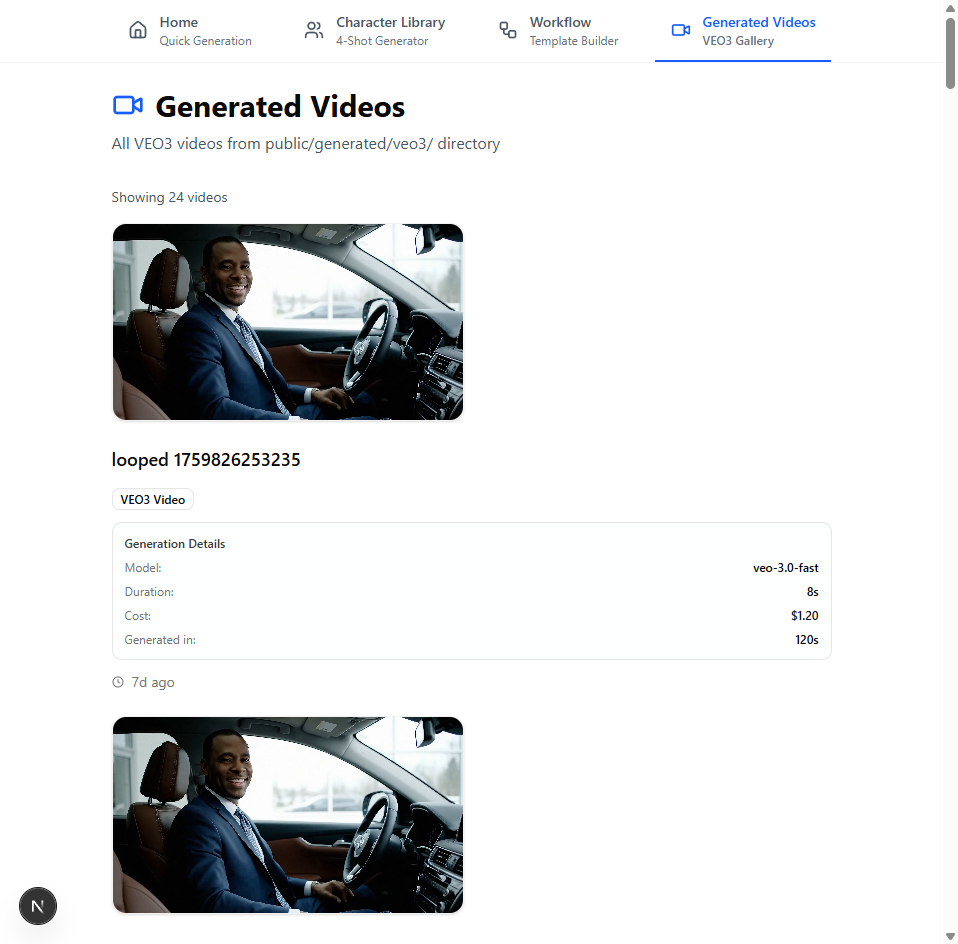 Home
Quick Generation
Character Library
4-Shot Generator
Workflow
Template Builder
Generated Videos
VEO3 Gallery
Generated Videos
All VEO3 videos from public/generated/veo3/ directory
Showing 24 videos
looped 1759826253235
VEO3 Video
Generation Details
Model: veo-3.0-fast
Duration: 8s
Cost: $1.20
Generated in: 120s
7d ago
N